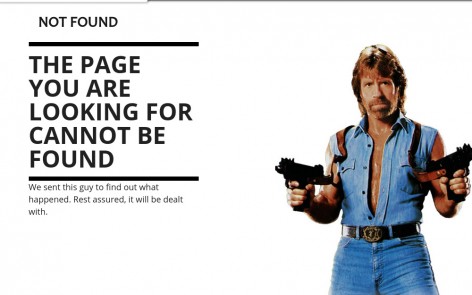 NOT FOUND
THE PAGE
YOU ARE
LOOKING FOR
CANNOT BE
FOUND
We sent this guy to find out what
happened. Rest assured, it will be dealt
with.